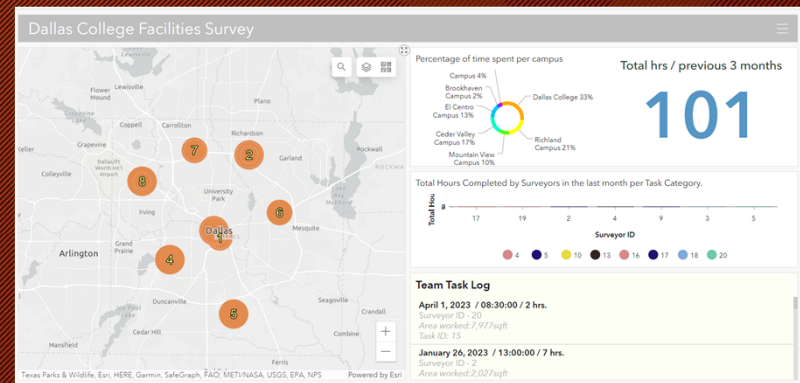 Dallas College Facilities Survey
Lewisville
Flower
Mound
Plano
Coppell
Carrollton
Richardson
Grapevine
Dallas/Ft
Worth Int'l
Airport
Garland
Rockwall
Keller
Colleyville
University
Park
Irving
Dallas
Mesquite
Arlington
Grand
Prairie
Duncanville
Seagoville
Crandall
Cedar Hill
Combine
Mansfield
Ferris
7
2
8
6
1
4
5
+
−
Texas Parks & Wildlife, Esri, HERE, Garmin, SafeGraph, FAO, METI/NASA, USGS, EPA, NPS
Powered by Esri
Percentage of time spent per campus
Campus 4%
Brookhaven
Campus 2%
El Centro
Campus 13%
Ceder Valley
Campus 17%
Mountain View
Campus 10%
Dallas College 33%
Richland
Campus 21%
Total hrs / previous 3 months
101
Total Hours Completed by Surveyors in the last month per Task Category.
Total Hou
17 19 2 4 9 3 5
Surveyor ID
4 5 10 13 16 17 18 20
Team Task Log
April 1, 2023 / 08:30:00 / 2 hrs.
Surveyor ID - 20
Area worked:7,977sqft
Task ID: 15
January 26, 2023 / 13:00:00 / 7 hrs.
Surveyor ID - 2
Area worked:2,027sqft